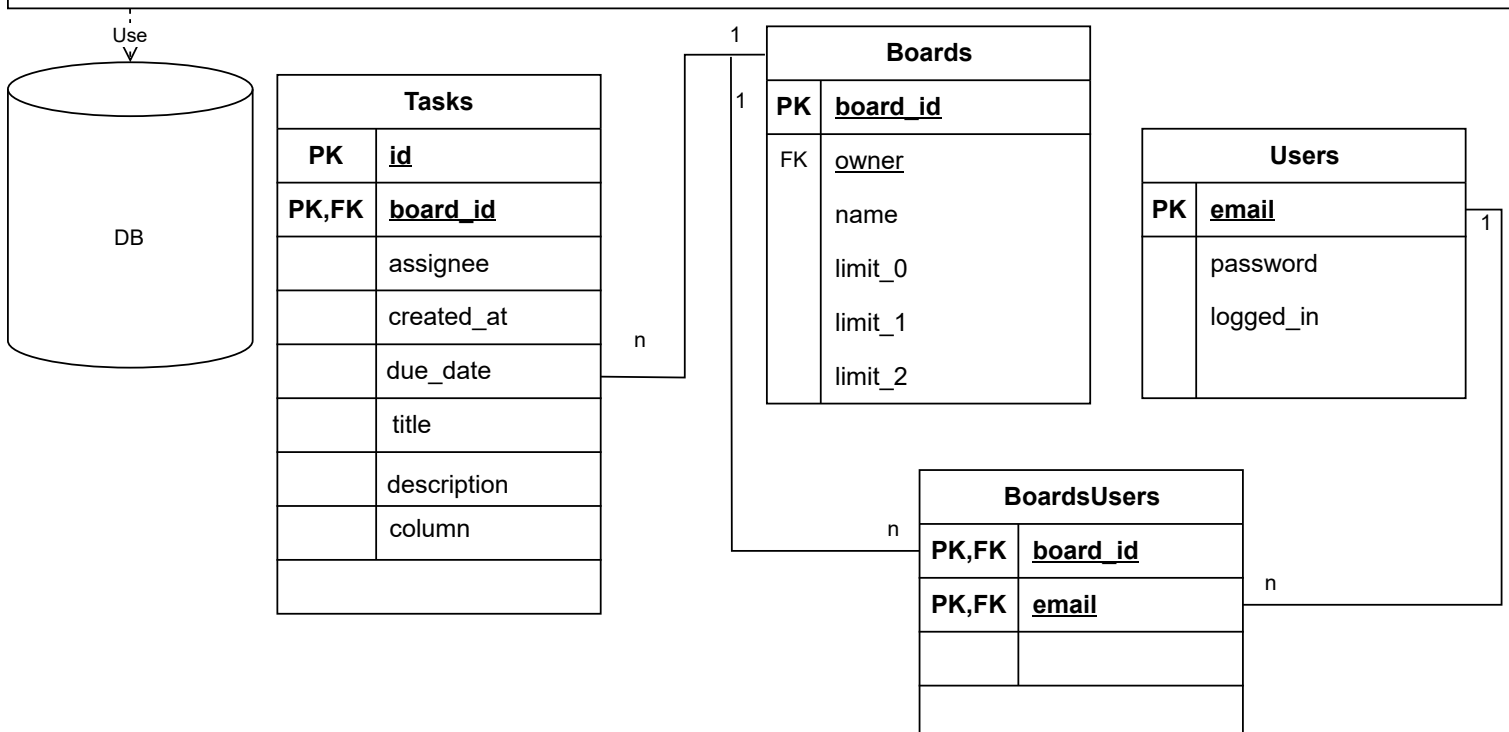 Use
DB
Tasks
PK id
PK,FK board_id
assignee
created_at
due_date
title
description
column
n
1
1
Boards
PK board_id
FK owner
name
limit_0
limit_1
limit_2
Users
PK email
password
logged_in
1
n
BoardsUsers
PK,FK board_id
PK,FK email
n